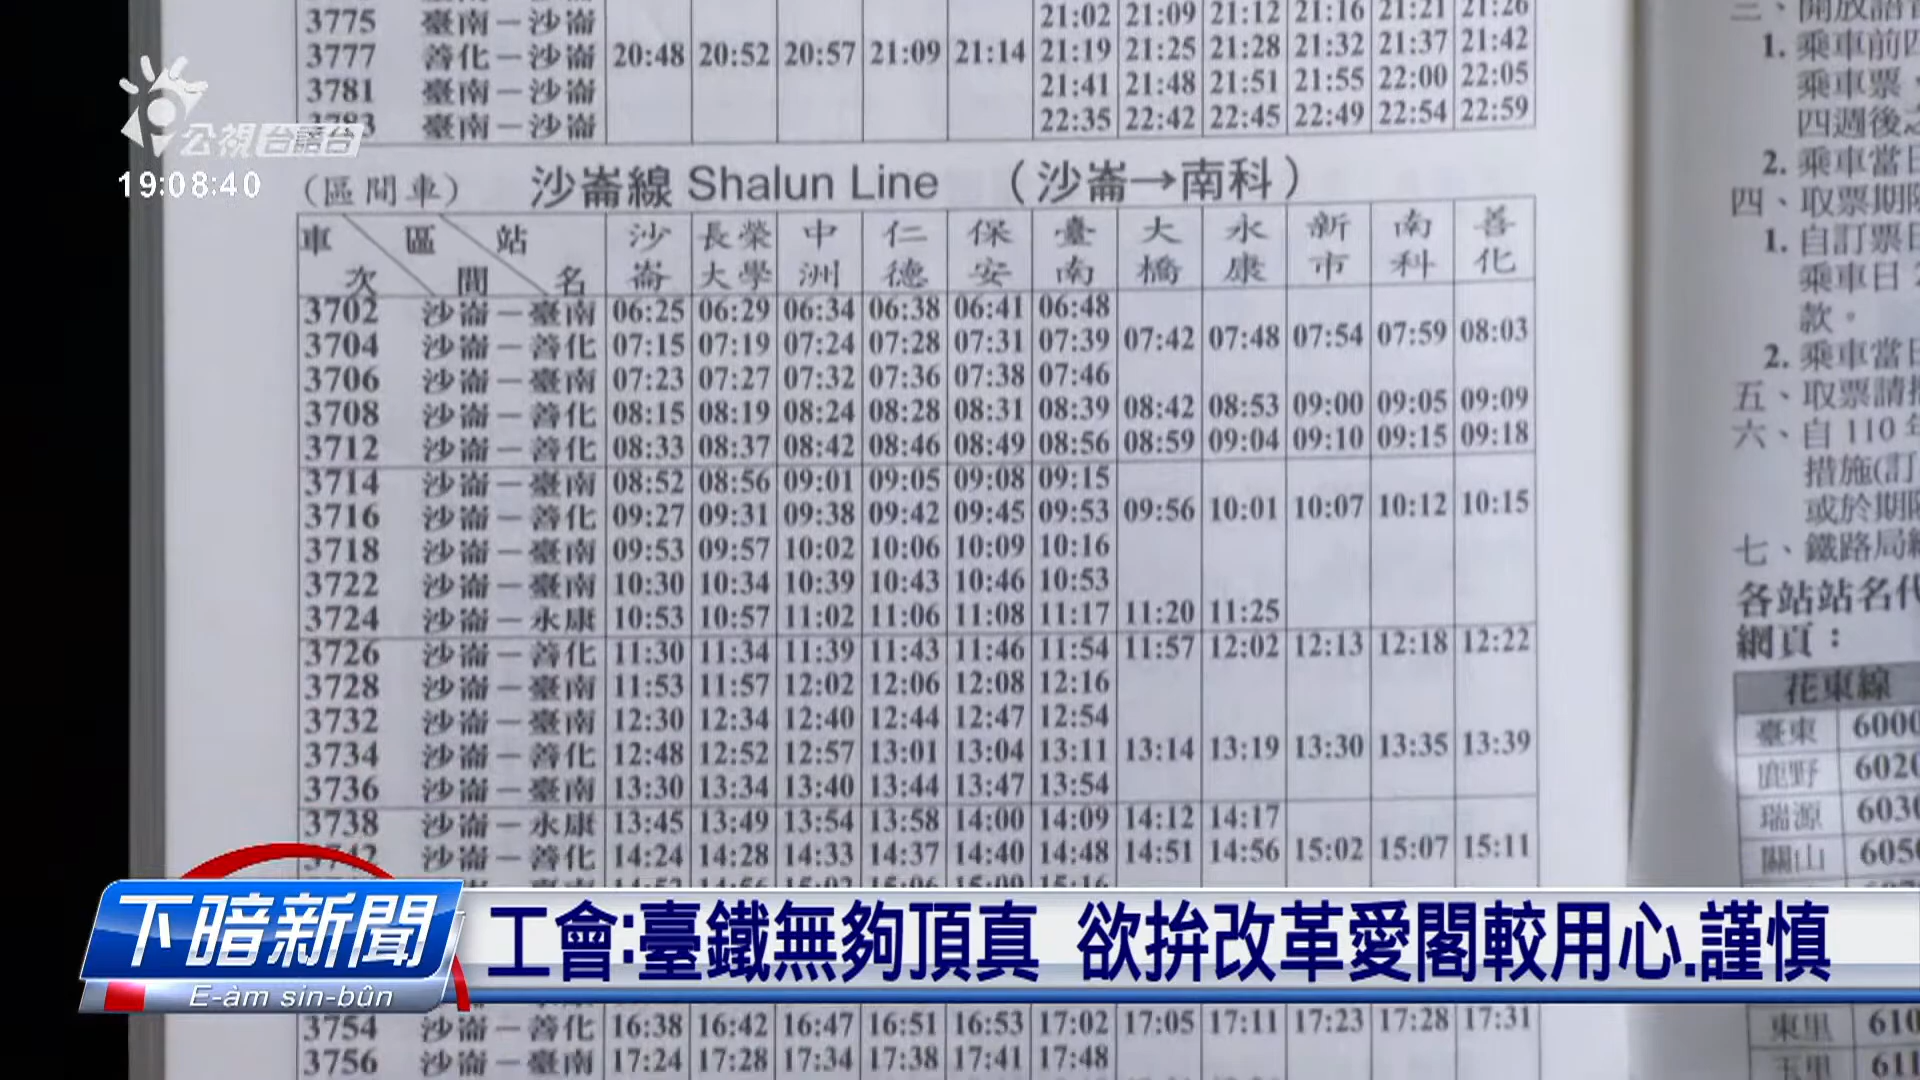 3775 臺南－沙崙 21:02 21:09 21:12 21:16 21:21 21:26
3777 善化－沙崙 20:48 20:52 20:57 21:09 21:14 21:19 21:25 21:28 21:32 21:37 21:42
3781 臺南－沙崙 21:41 21:48 21:51 21:55 22:00 22:05
3783 臺南－沙崙 22:35 22:42 22:45 22:49 22:54 22:59
公視台語台
19:08:40
(區間車) 沙崙線 Shalun Line (沙崙→南科)
車次 區間 站名 沙崙 長榮大學 中洲 仁德 保安 臺南 大橋 永康 新市 南科 善化
3702 沙崙－臺南 06:25 06:29 06:34 06:38 06:41 06:48
3704 沙崙－善化 07:15 07:19 07:24 07:28 07:31 07:39 07:42 07:48 07:54 07:59 08:03
3706 沙崙－臺南 07:23 07:27 07:32 07:36 07:38 07:46
3708 沙崙－善化 08:15 08:19 08:24 08:28 08:31 08:39 08:42 08:53 09:00 09:05 09:09
3712 沙崙－善化 08:33 08:37 08:42 08:46 08:49 08:56 08:59 09:04 09:10 09:15 09:18
3714 沙崙－臺南 08:52 08:56 09:01 09:05 09:08 09:15
3716 沙崙－善化 09:27 09:31 09:38 09:42 09:45 09:53 09:56 10:01 10:07 10:12 10:15
3718 沙崙－臺南 09:53 09:57 10:02 10:06 10:09 10:16
3722 沙崙－臺南 10:30 10:34 10:39 10:43 10:46 10:53
3724 沙崙－永康 10:53 10:57 11:02 11:06 11:08 11:17 11:20 11:25
3726 沙崙－善化 11:30 11:34 11:39 11:43 11:46 11:54 11:57 12:02 12:13 12:18 12:22
3728 沙崙－臺南 11:53 11:57 12:02 12:06 12:08 12:16
3732 沙崙－臺南 12:30 12:34 12:40 12:44 12:47 12:54
3734 沙崙－善化 12:48 12:52 12:57 13:01 13:04 13:11 13:14 13:19 13:30 13:35 13:39
3736 沙崙－臺南 13:30 13:34 13:40 13:44 13:47 13:54
3738 沙崙－永康 13:45 13:49 13:54 13:58 14:00 14:09 14:12 14:17
3742 沙崙－善化 14:24 14:28 14:33 14:37 14:40 14:48 14:51 14:56 15:02 15:07 15:11
下暗新聞
E-àm sin-bûn
工會:臺鐵無夠頂真 欲拚改革愛閣較用心.謹慎
3754 沙崙－善化 16:38 16:42 16:47 16:51 16:53 17:02 17:05 17:11 17:23 17:28 17:31
3756 沙崙－臺南 17:24 17:28 17:34 17:38 17:41 17:48
1. 乘車前四
乘車票
四週後之
2. 乘車當日
四、取票期限
1. 自訂票日
乘車日 2
款。
2. 乘車當日
五、取票請
六、自 110 年
措施(訂
或於期限
七、鐵路局
各站站名代
網頁：
花東線
臺東 6000
鹿野 6020
瑞源 6030
關山 6050
東里 610
玉里 611